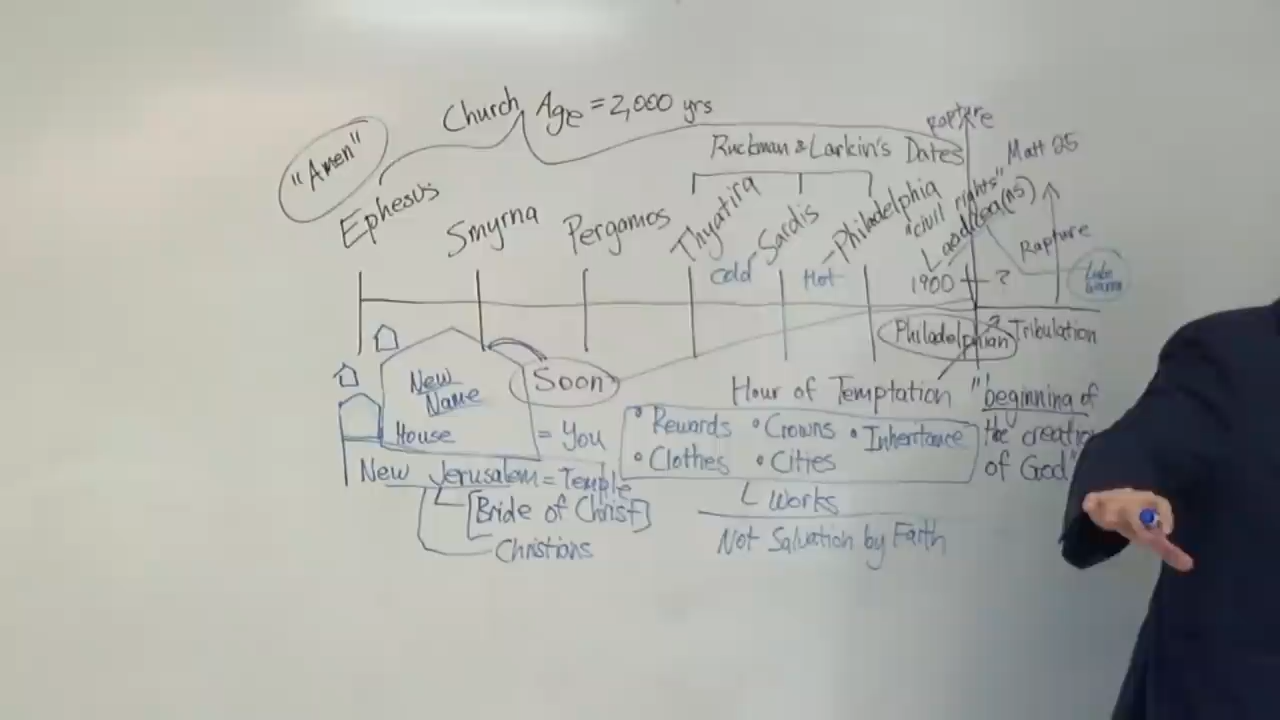 Church Age = 2,000 yrs
"Amen"
Rapture
Ruckman & Larkin's Dates
Matt 25
Ephesus
Smyrna
Pergamos
Thyatira
Sardis
Philadelphia
"civil rights"
Laodicea(ns)
Rapture
Cold
Hot
1900
?
Luke
Philadelphian
Tribulation
New
Name
House
Soon
= You
Hour of Temptation
"beginning of
the creation
of God"
• Rewards • Crowns • Inheritance
• Clothes • Cities
New Jerusalem = Temple
[Bride of Christ]
Christians
Works
Not Salvation by Faith